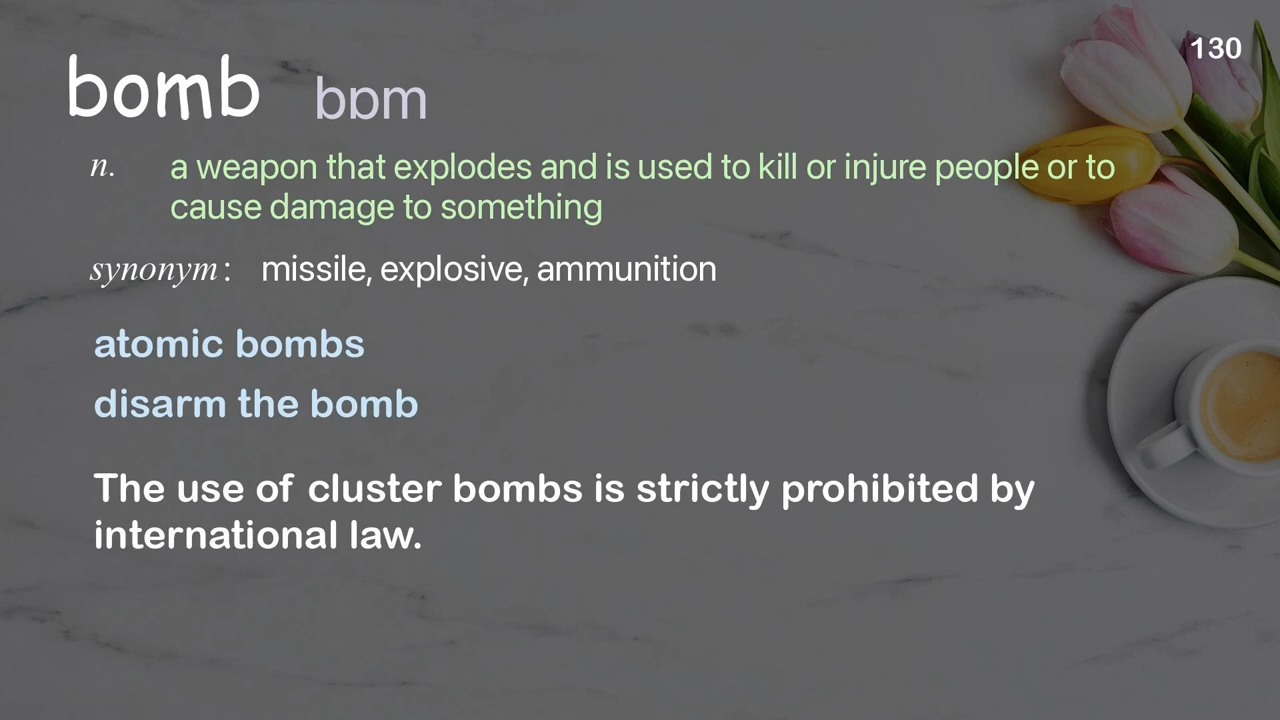 130
bomb bɒm
n. a weapon that explodes and is used to kill or injure people or to
cause damage to something
synonym: missile, explosive, ammunition
atomic bombs
disarm the bomb
The use of cluster bombs is strictly prohibited by
international law.